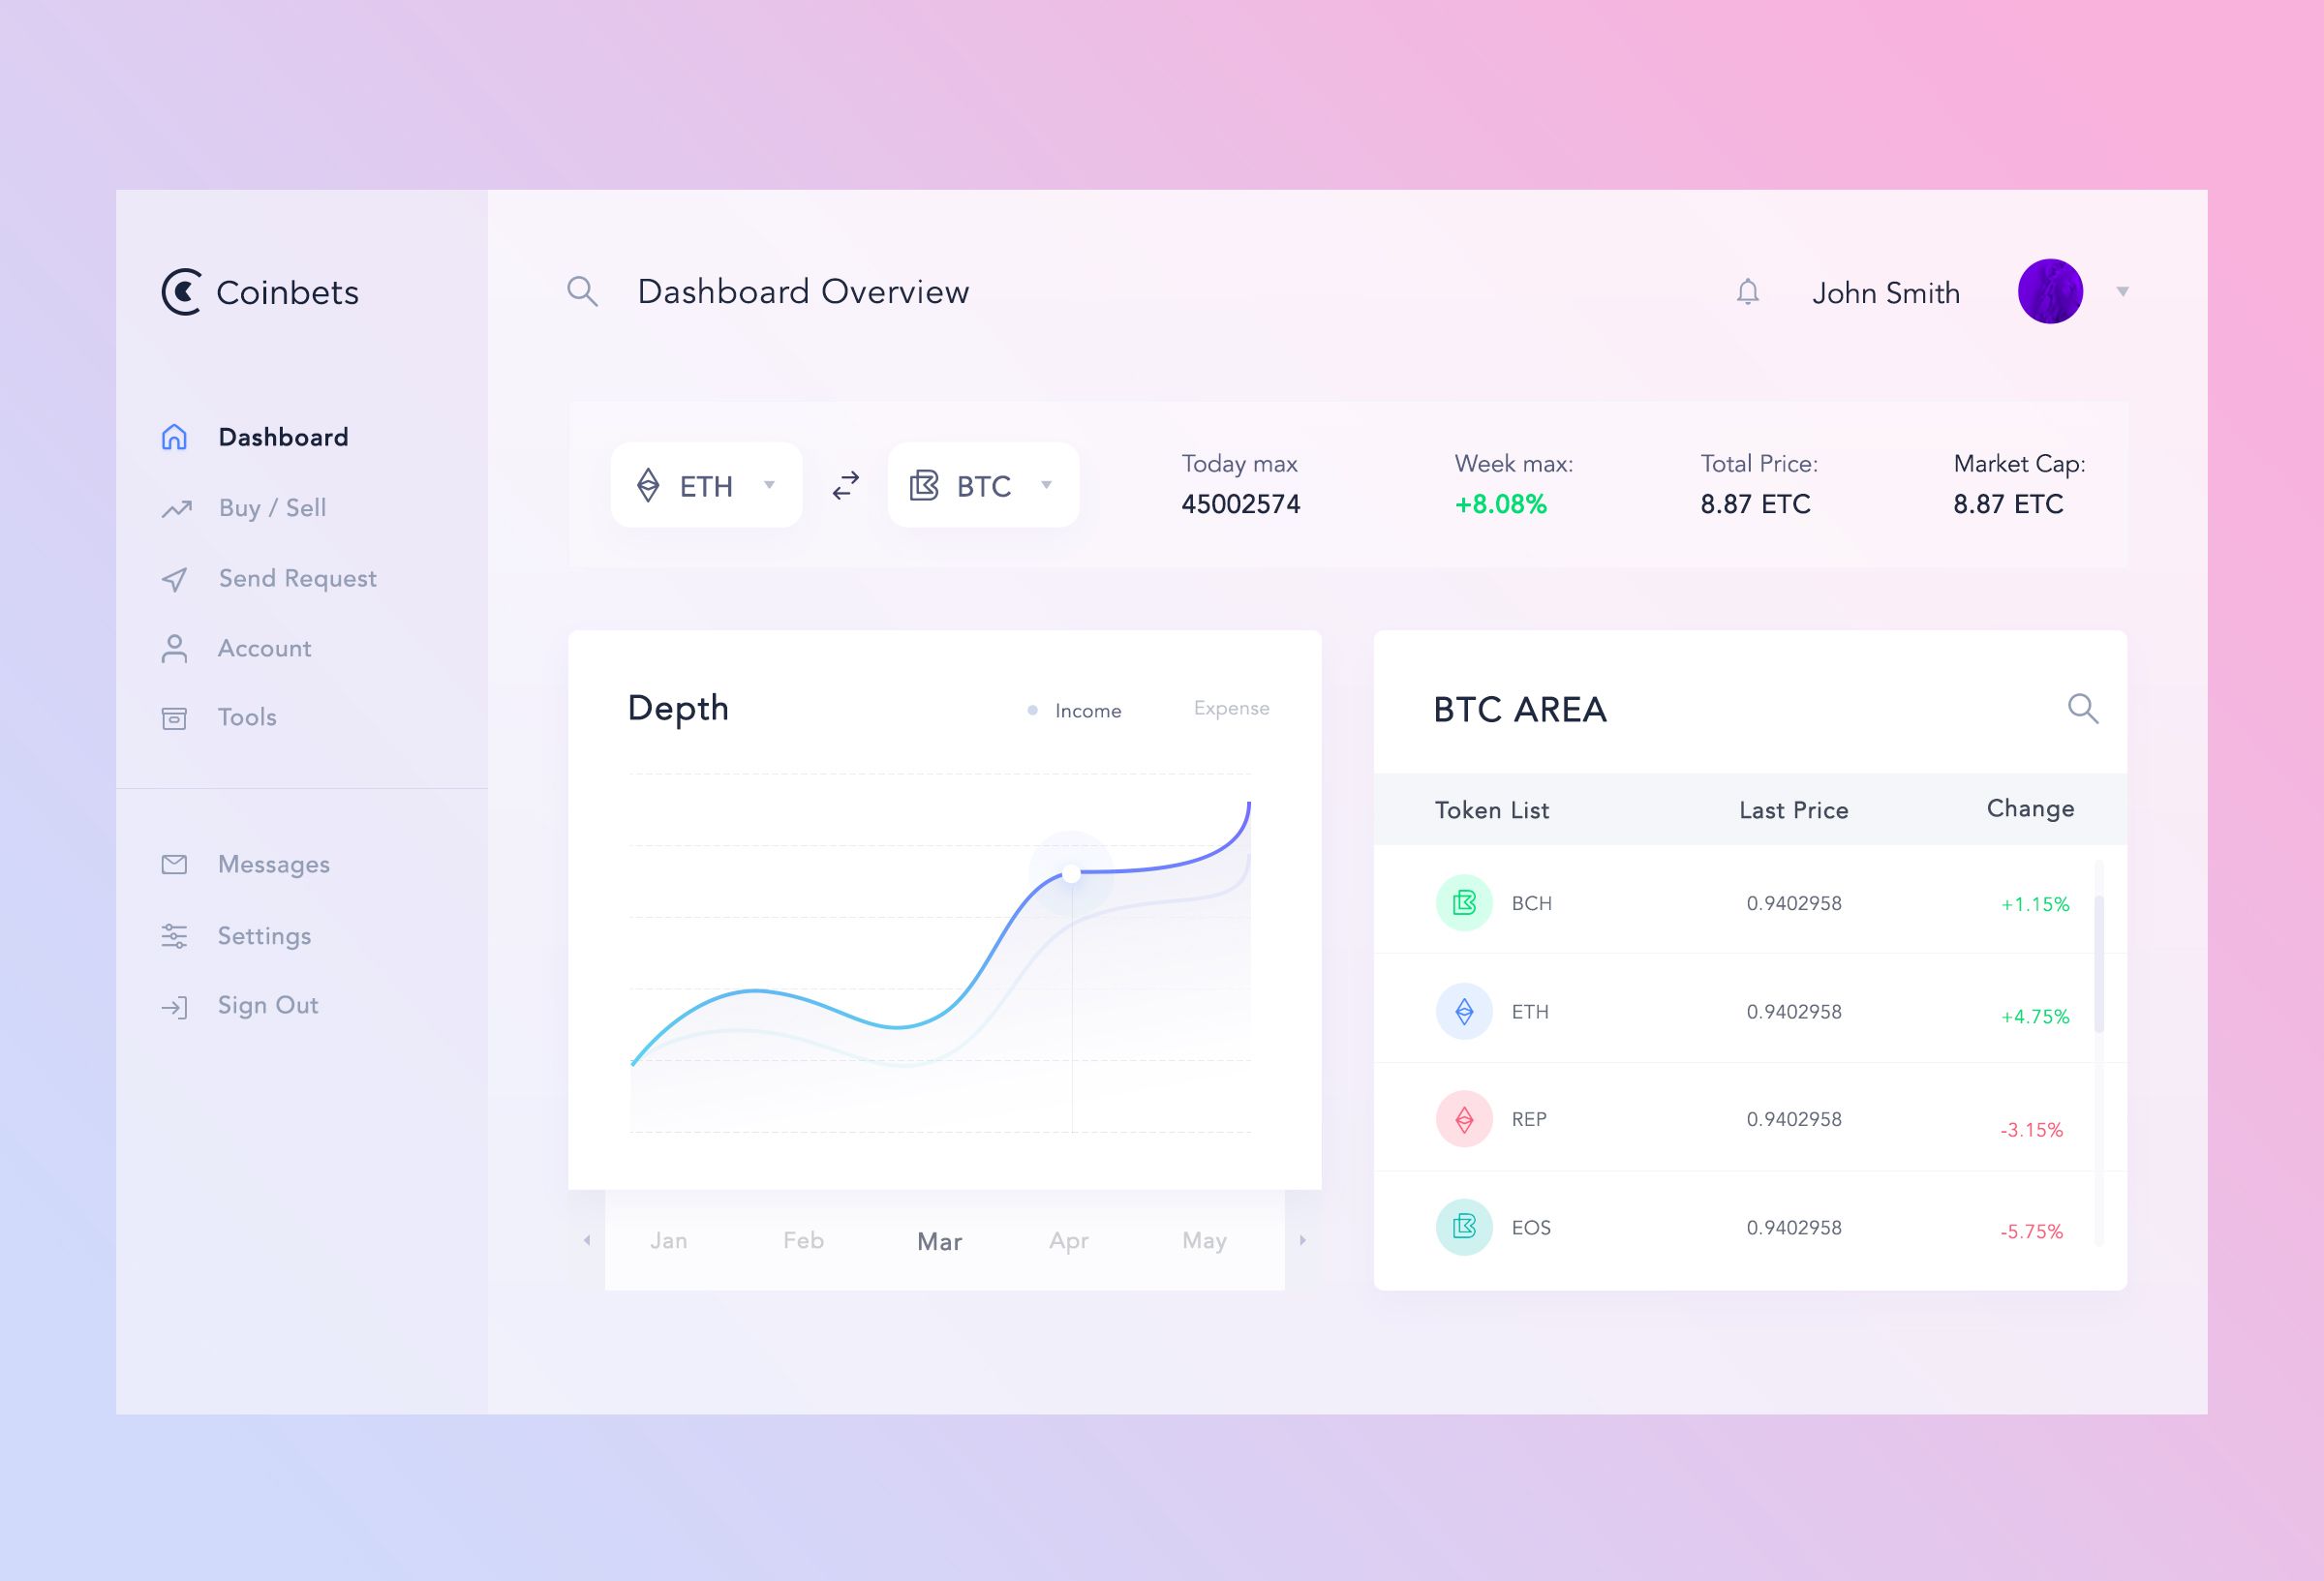 Coinbets
Dashboard Overview
John Smith
Dashboard
Buy / Sell
Send Request
Account
Tools
Messages
Settings
Sign Out
ETH
BTC
Today max
45002574
Week max:
+8.08%
Total Price:
8.87 ETC
Market Cap:
8.87 ETC
Depth
Income
Expense
Jan Feb Mar Apr May
BTC AREA
Token List Last Price Change
BCH 0.9402958 +1.15%
ETH 0.9402958 +4.75%
REP 0.9402958 -3.15%
EOS 0.9402958 -5.75%